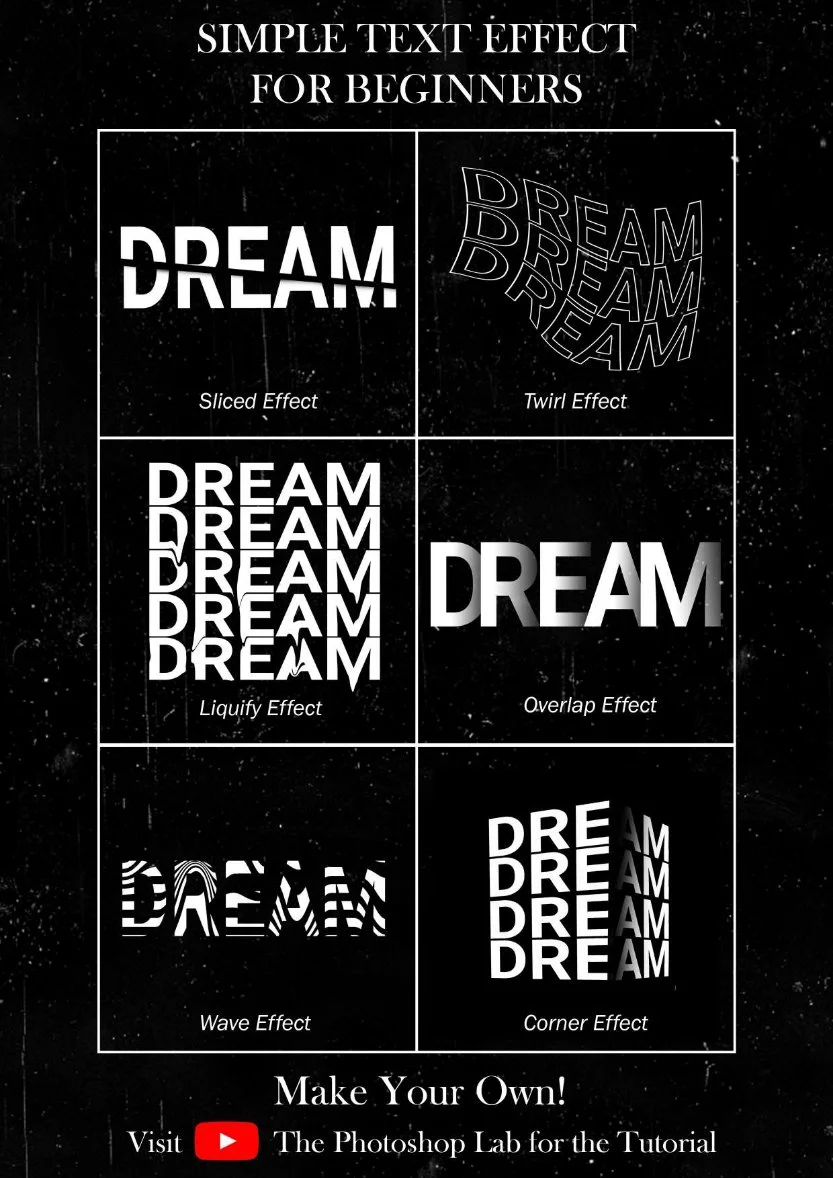 SIMPLE TEXT EFFECT
FOR BEGINNERS
DREAM
Sliced Effect
DREAM
DREAM
DREAM
Twirl Effect
DREAM
DREAM
DREAM
DREAM
DREAM
Liquify Effect
DREAM
Overlap Effect
DREAM
Wave Effect
DREAM
DREAM
DREAM
DREAM
Corner Effect
Make Your Own!
Visit The Photoshop Lab for the Tutorial